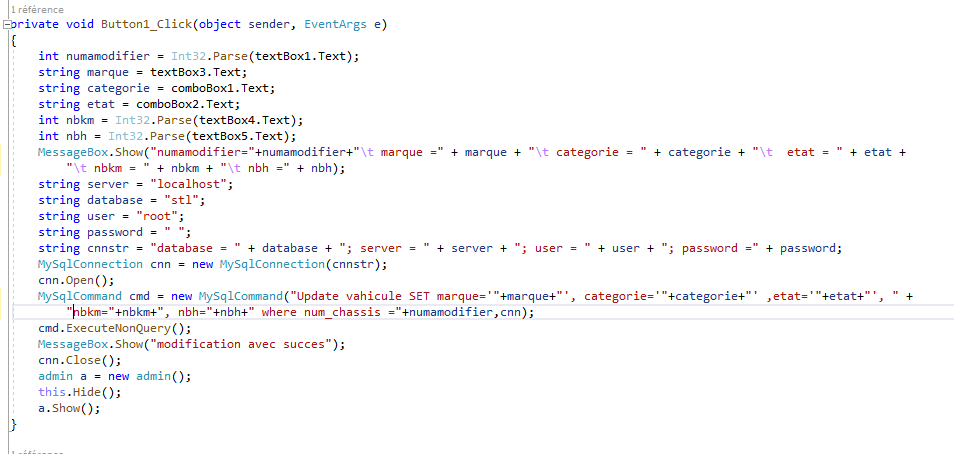 1 référence
private void Button1_Click(object sender, EventArgs e)
{
int numamodifier = Int32.Parse(textBox1.Text);
string marque = textBox3.Text;
string categorie = comboBox1.Text;
string etat = comboBox2.Text;
int nbkm = Int32.Parse(textBox4.Text);
int nbh = Int32.Parse(textBox5.Text);
MessageBox.Show("numamodifier="+numamodifier+"\t marque =" + marque + "\t categorie = " + categorie + "\t  etat = " + etat +
"\t nbkm = " + nbkm + "\t nbh =" + nbh);
string server = "localhost";
string database = "stl";
string user = "root";
string password = " ";
string cnnstr = "database = " + database + "; server = " + server + "; user = " + user + "; password =" + password;
MySqlConnection cnn = new MySqlConnection(cnnstr);
cnn.Open();
MySqlCommand cmd = new MySqlCommand("Update vahicule SET marque='"+marque+"', categorie='"+categorie+"' ,etat='"+etat+"', " +
"nbkm="+nbkm+", nbh="+nbh+" where num_chassis ="+numamodifier,cnn);
cmd.ExecuteNonQuery();
MessageBox.Show("modification avec succes");
cnn.Close();
admin a = new admin();
this.Hide();
a.Show();
}
1 référence